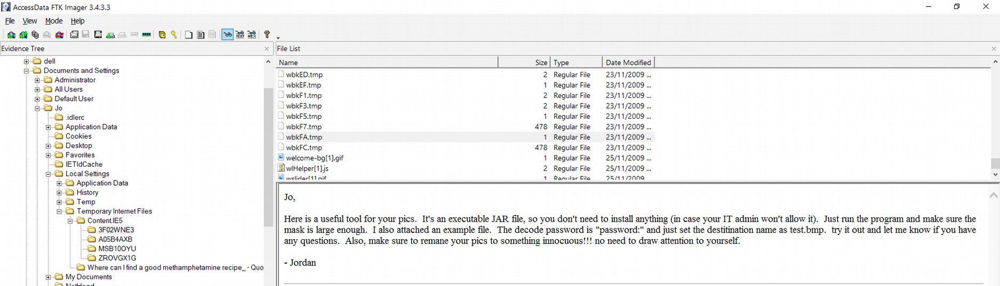 AccessData FTK Imager 3.4.3.3
File View Mode Help
Evidence Tree
dell
Documents and Settings
Administrator
All Users
Default User
Jo
.idlerc
Application Data
Cookies
Desktop
Favorites
IETldCache
Local Settings
Application Data
History
Temp
Temporary Internet Files
Content.IE5
3F02WNE3
A05B4AXB
MSB10OYU
ZROVGX1G
Where can I find a good methamphetamine recipe_ - Quo
My Documents
NetHood
File List
Name Size Type Date Modified
wbkED.tmp 2 Regular File 23/11/2009 ...
wbkEF.tmp 1 Regular File 23/11/2009 ...
wbkF1.tmp 2 Regular File 23/11/2009 ...
wbkF3.tmp 2 Regular File 23/11/2009 ...
wbkF5.tmp 1 Regular File 23/11/2009 ...
wbkF7.tmp 478 Regular File 23/11/2009 ...
wbkFA.tmp 1 Regular File 23/11/2009 ...
wbkFC.tmp 478 Regular File 23/11/2009 ...
welcome-bg[1].gif 1 Regular File 25/11/2009 ...
wlHelper[1].js 2 Regular File 25/11/2009 ...
wslider[1].gif 1 Regular File 25/11/2009 ...
Jo,
Here is a useful tool for your pics. It's an executable JAR file, so you don't need to install anything (in case your IT admin won't allow it). Just run the program and make sure the
mask is large enough. I also attached an example file. The decode password is "password:" and just set the destitination name as test.bmp. try it out and let me know if you have
any questions. Also, make sure to remane your pics to something innocuous!!! no need to draw attention to yourself.
- Jordan